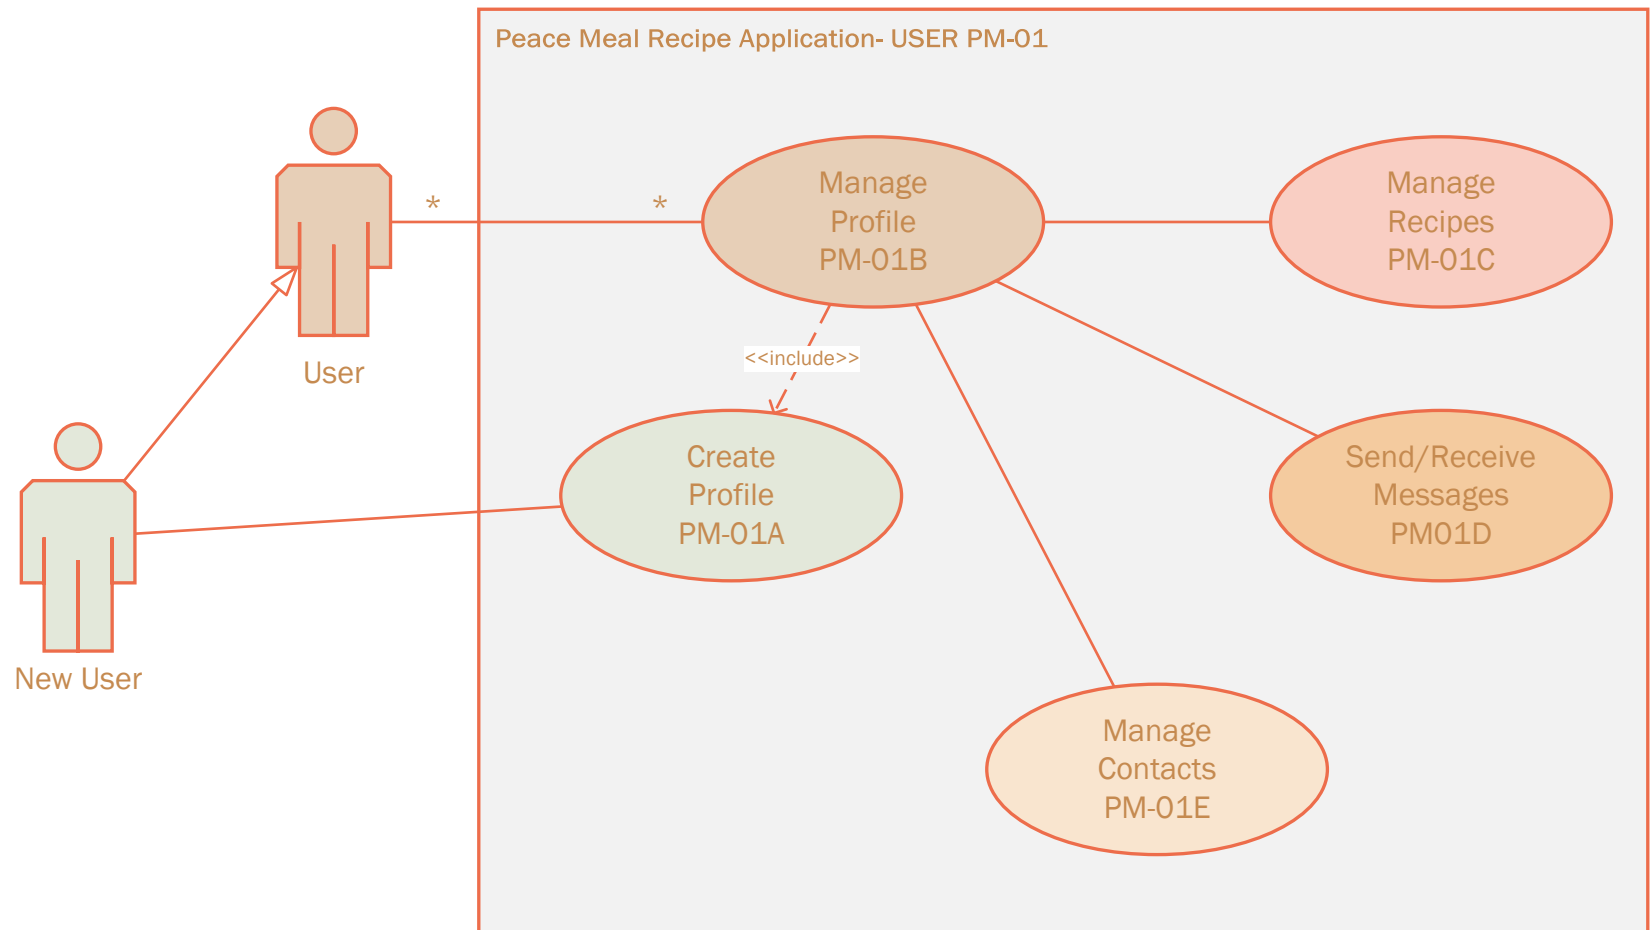 Peace Meal Recipe Application- USER PM-01
*
*
Manage
Profile
PM-01B
Manage
Recipes
PM-01C
<<include>>
User
Create
Profile
PM-01A
Send/Receive
Messages
PM01D
New User
Manage
Contacts
PM-01E